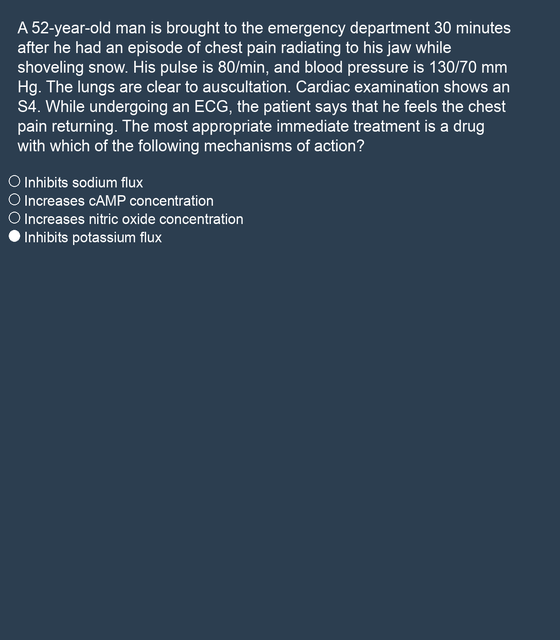 A 52-year-old man is brought to the emergency department 30 minutes
after he had an episode of chest pain radiating to his jaw while
shoveling snow. His pulse is 80/min, and blood pressure is 130/70 mm
Hg. The lungs are clear to auscultation. Cardiac examination shows an
S4. While undergoing an ECG, the patient says that he feels the chest
pain returning. The most appropriate immediate treatment is a drug
with which of the following mechanisms of action?
Inhibits sodium flux
Increases cAMP concentration
Increases nitric oxide concentration
Inhibits potassium flux